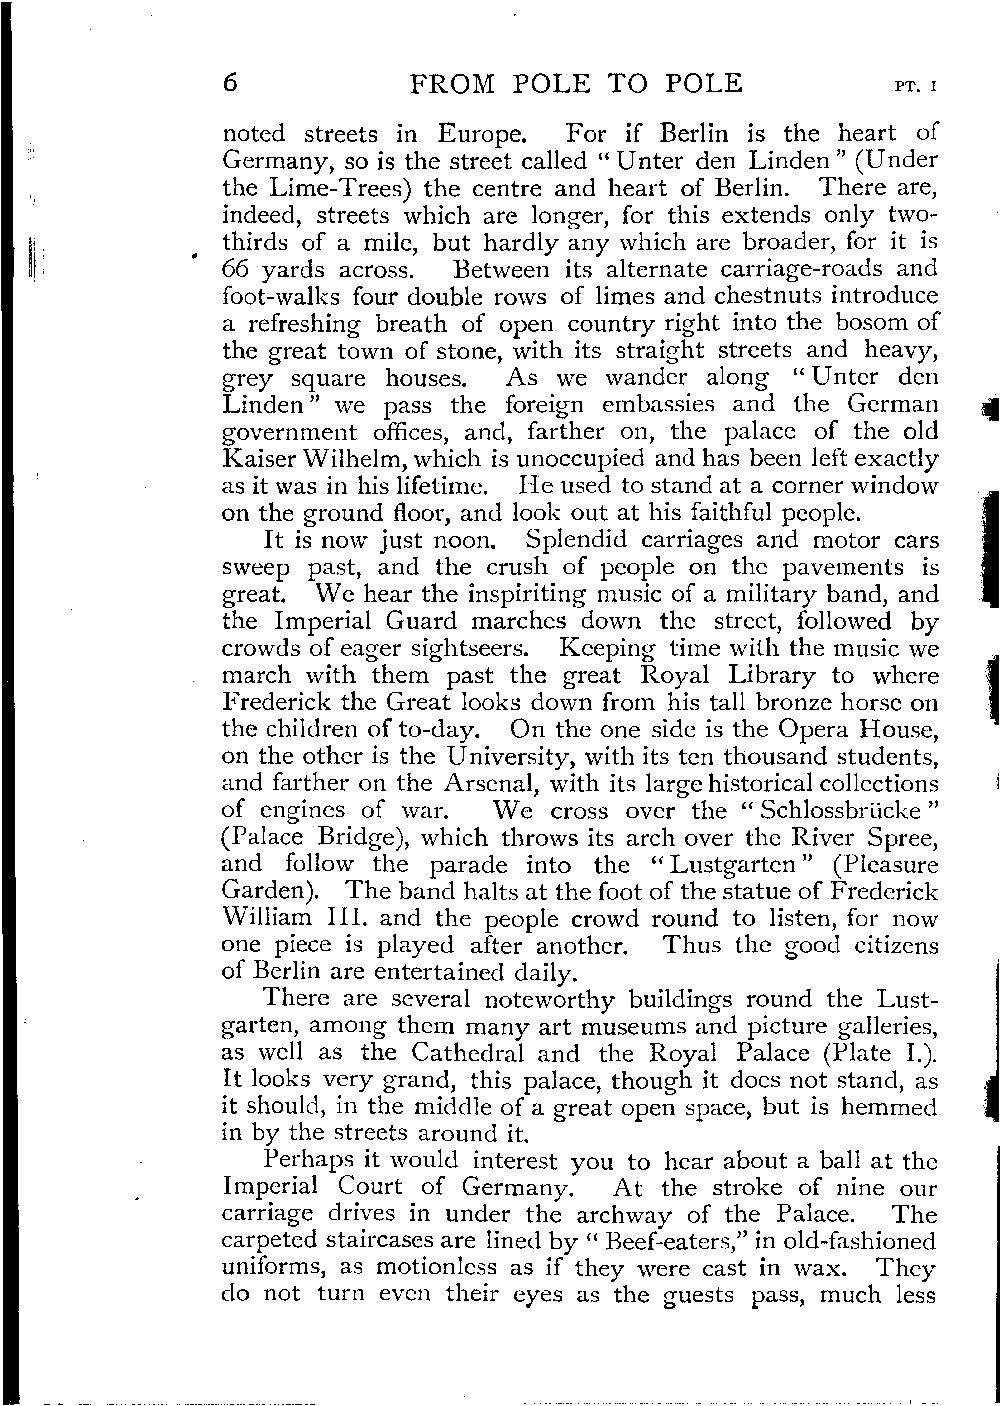 6 FROM POLE TO POLE PT. I
noted streets in Europe. For if Berlin is the heart of
Germany, so is the street called “Unter den Linden” (Under
the Lime-Trees) the centre and heart of Berlin. There are,
indeed, streets which are longer, for this extends only two-
thirds of a mile, but hardly any which are broader, for it is
66 yards across. Between its alternate carriage-roads and
foot-walks four double rows of limes and chestnuts introduce
a refreshing breath of open country right into the bosom of
the great town of stone, with its straight streets and heavy,
grey square houses. As we wander along “Unter den
Linden” we pass the foreign embassies and the German
government offices, and, farther on, the palace of the old
Kaiser Wilhelm, which is unoccupied and has been left exactly
as it was in his lifetime. He used to stand at a corner window
on the ground floor, and look out at his faithful people.
It is now just noon. Splendid carriages and motor cars
sweep past, and the crush of people on the pavements is
great. We hear the inspiriting music of a military band, and
the Imperial Guard marches down the street, followed by
crowds of eager sightseers. Keeping time with the music we
march with them past the great Royal Library to where
Frederick the Great looks down from his tall bronze horse on
the children of to-day. On the one side is the Opera House,
on the other is the University, with its ten thousand students,
and farther on the Arsenal, with its large historical collections
of engines of war. We cross over the “Schlossbrücke”
(Palace Bridge), which throws its arch over the River Spree,
and follow the parade into the “Lustgarten” (Pleasure
Garden). The band halts at the foot of the statue of Frederick
William III. and the people crowd round to listen, for now
one piece is played after another. Thus the good citizens
of Berlin are entertained daily.
There are several noteworthy buildings round the Lust-
garten, among them many art museums and picture galleries,
as well as the Cathedral and the Royal Palace (Plate I.).
It looks very grand, this palace, though it does not stand, as
it should, in the middle of a great open space, but is hemmed
in by the streets around it.
Perhaps it would interest you to hear about a ball at the
Imperial Court of Germany. At the stroke of nine our
carriage drives in under the archway of the Palace. The
carpeted staircases are lined by “Beef-eaters,” in old-fashioned
uniforms, as motionless as if they were cast in wax. They
do not turn even their eyes as the guests pass, much less